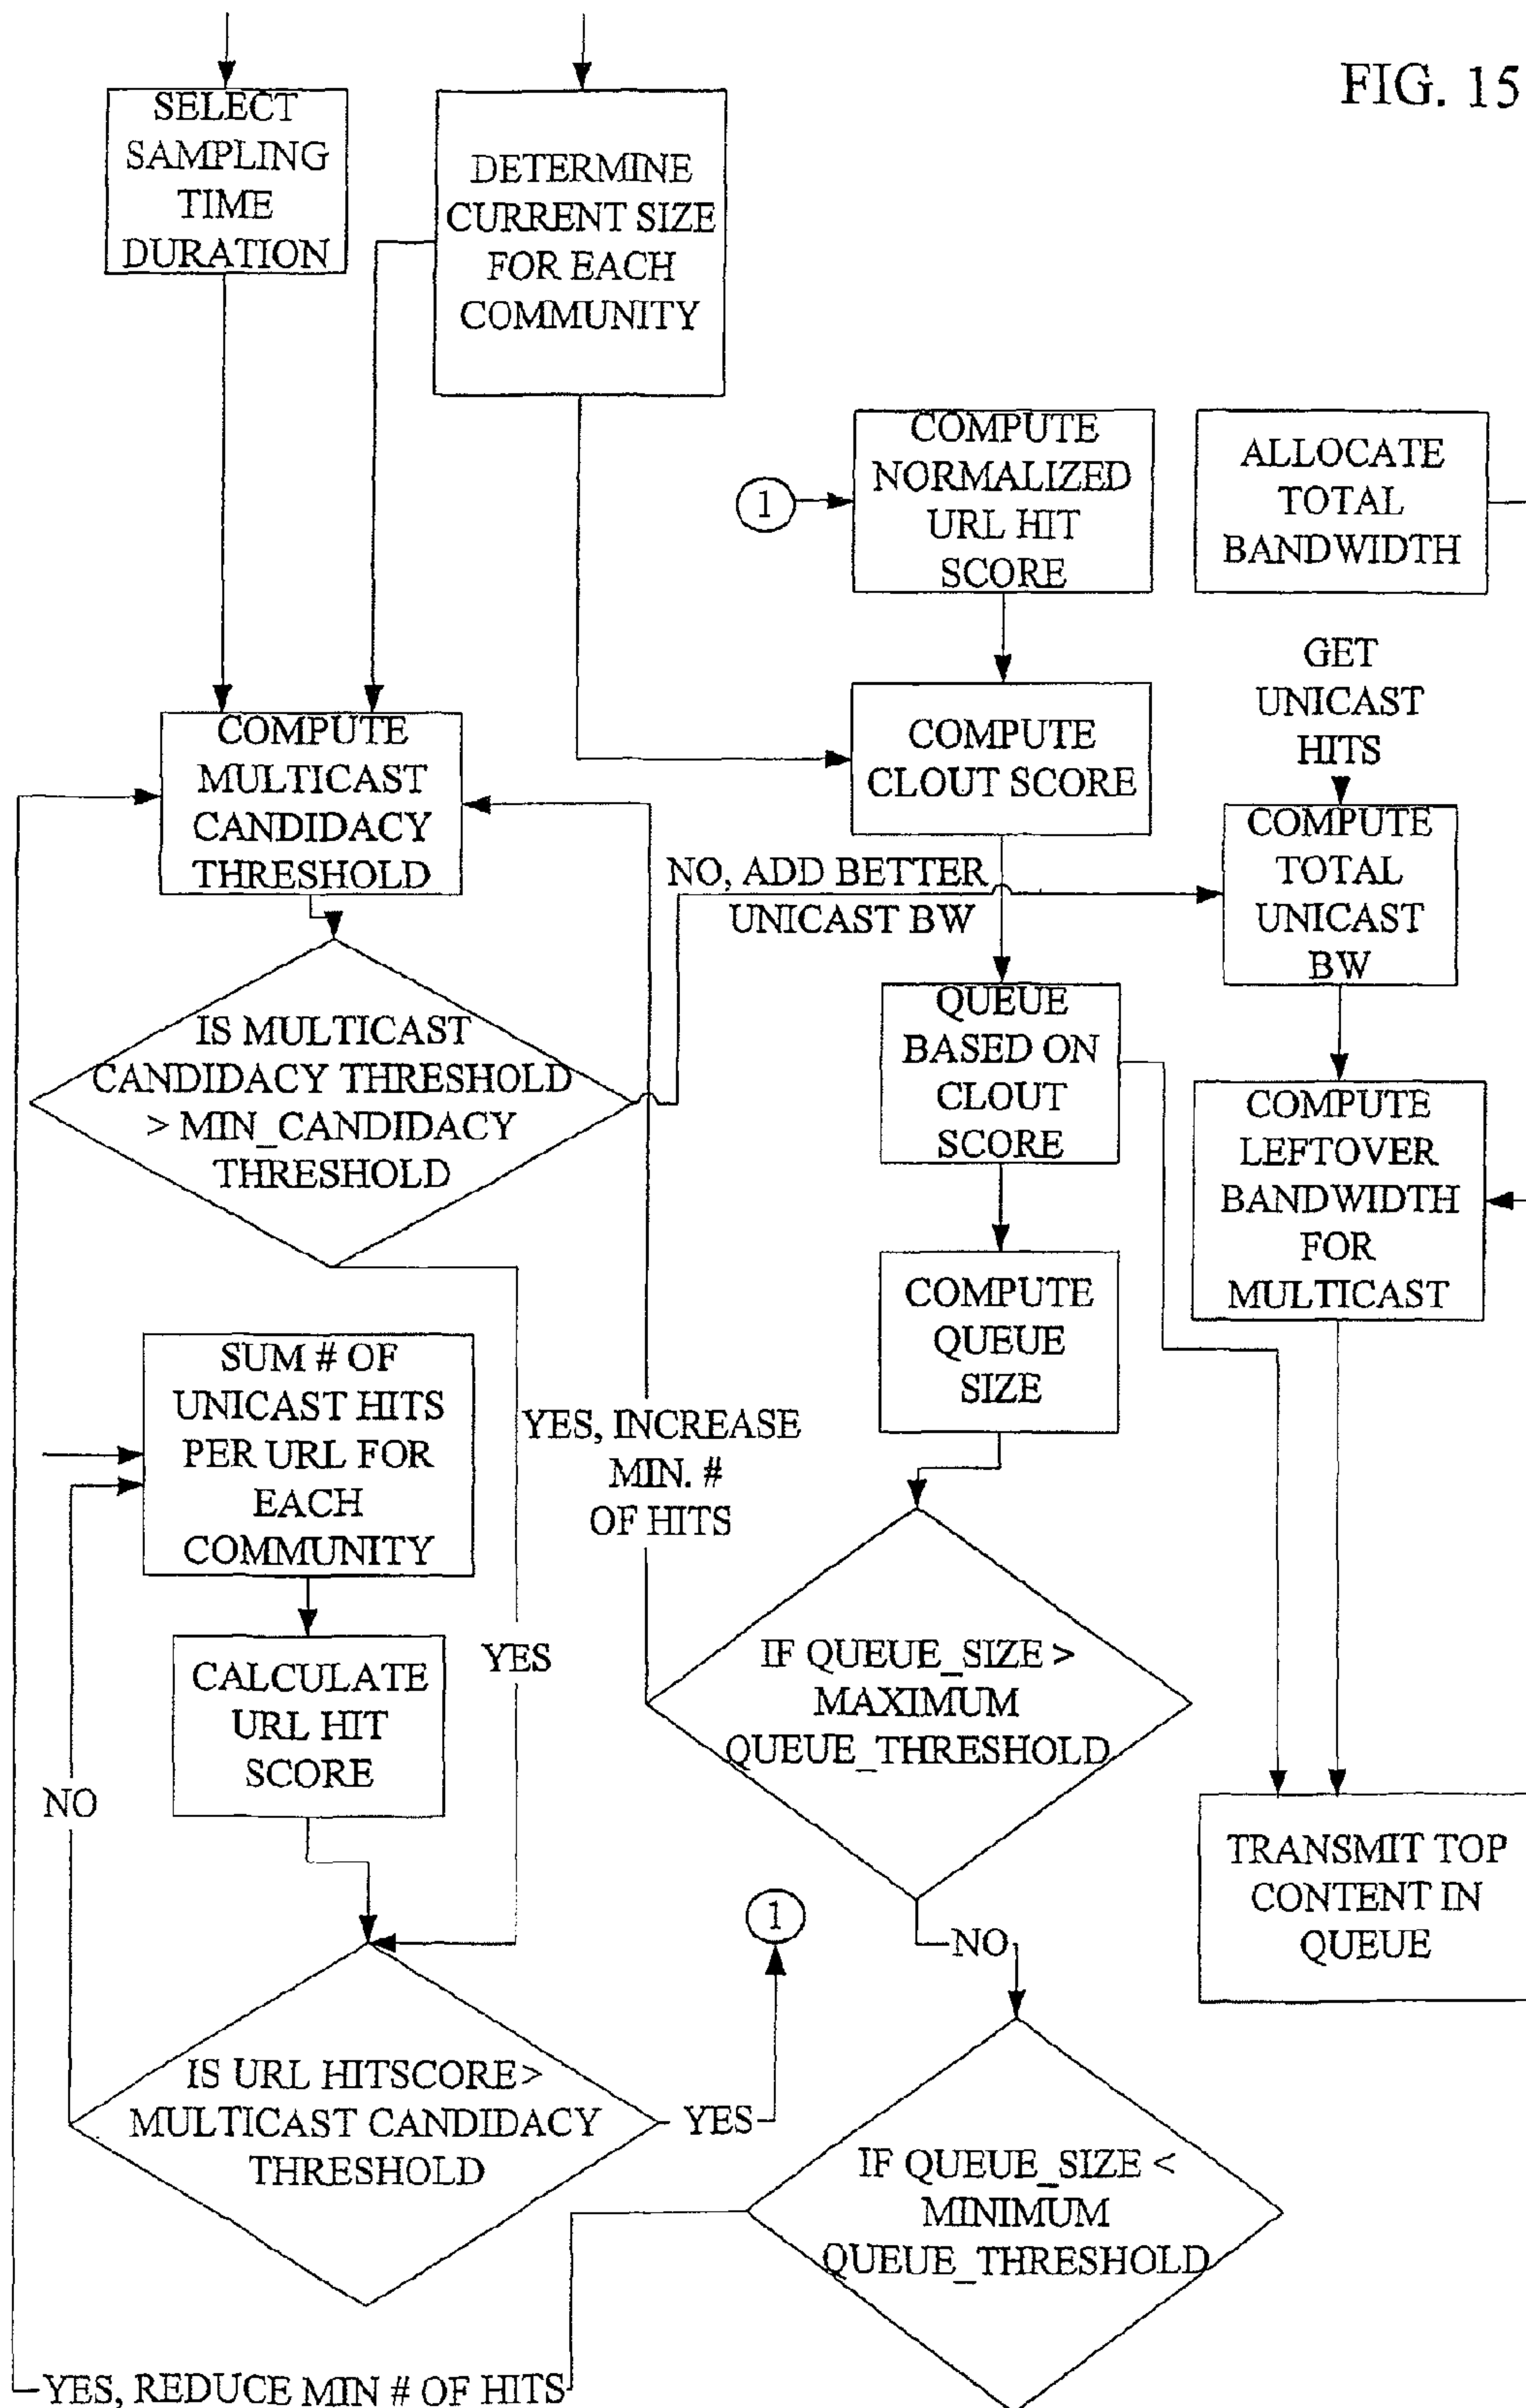 FIG. 15
SELECT
SAMPLING
TIME
DURATION
DETERMINE
CURRENT SIZE
FOR EACH
COMMUNITY
COMPUTE
NORMALIZED
URL HIT
SCORE
1
ALLOCATE
TOTAL
BANDWIDTH
GET
UNICAST
HITS
COMPUTE
MULTICAST
CANDIDACY
THRESHOLD
COMPUTE
CLOUT SCORE
NO, ADD BETTER
UNICAST BW
COMPUTE
TOTAL
UNICAST
BW
IS MULTICAST
CANDIDACY THRESHOLD
> MIN_CANDIDACY
THRESHOLD
QUEUE
BASED ON
CLOUT
SCORE
COMPUTE
LEFTOVER
BANDWIDTH
FOR
MULTICAST
COMPUTE
QUEUE
SIZE
SUM # OF
UNICAST HITS
PER URL FOR
EACH
COMMUNITY
YES, INCREASE
MIN. #
OF HITS
YES
CALCULATE
URL HIT
SCORE
NO
IF QUEUE_SIZE >
MAXIMUM
QUEUE_THRESHOLD
TRANSMIT TOP
CONTENT IN
QUEUE
1
NO
IS URL HITSCORE>
MULTICAST CANDIDACY
THRESHOLD
YES
IF QUEUE_SIZE <
MINIMUM
QUEUE_THRESHOLD
YES, REDUCE MIN # OF HITS